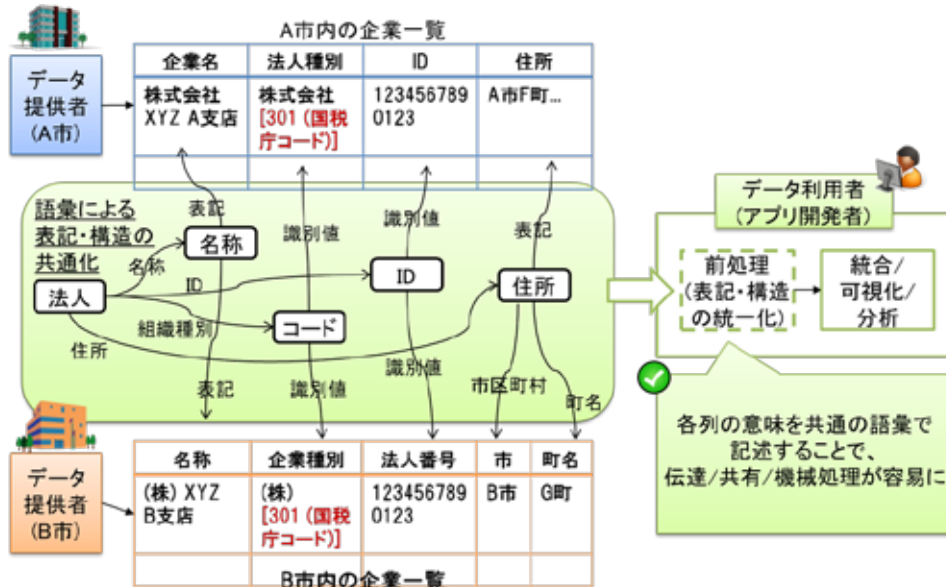 A市内の企業一覧
データ
提供者
(A市)
企業名
法人種別
ID
住所
株式会社
XYZ A支店
株式会社
[301 (国税
庁コード)]
123456789
0123
A市F町...
語彙による
表記・構造の
共通化
表記
識別値
識別値
表記
名称
名称
ID
ID
住所
法人
組織種別
コード
住所
表記
識別値
識別値
市区町村
町名
データ利用者
(アプリ開発者)
前処理
(表記・構造
の統一化)
統合/
可視化/
分析
各列の意味を共通の語彙で
記述することで、
伝達/共有/機械処理が容易に
データ
提供者
(B市)
名称
企業種別
法人番号
市
町名
(株) XYZ
B支店
(株)
[301 (国税
庁コード)]
123456789
0123
B市
G町
B市内の企業一覧